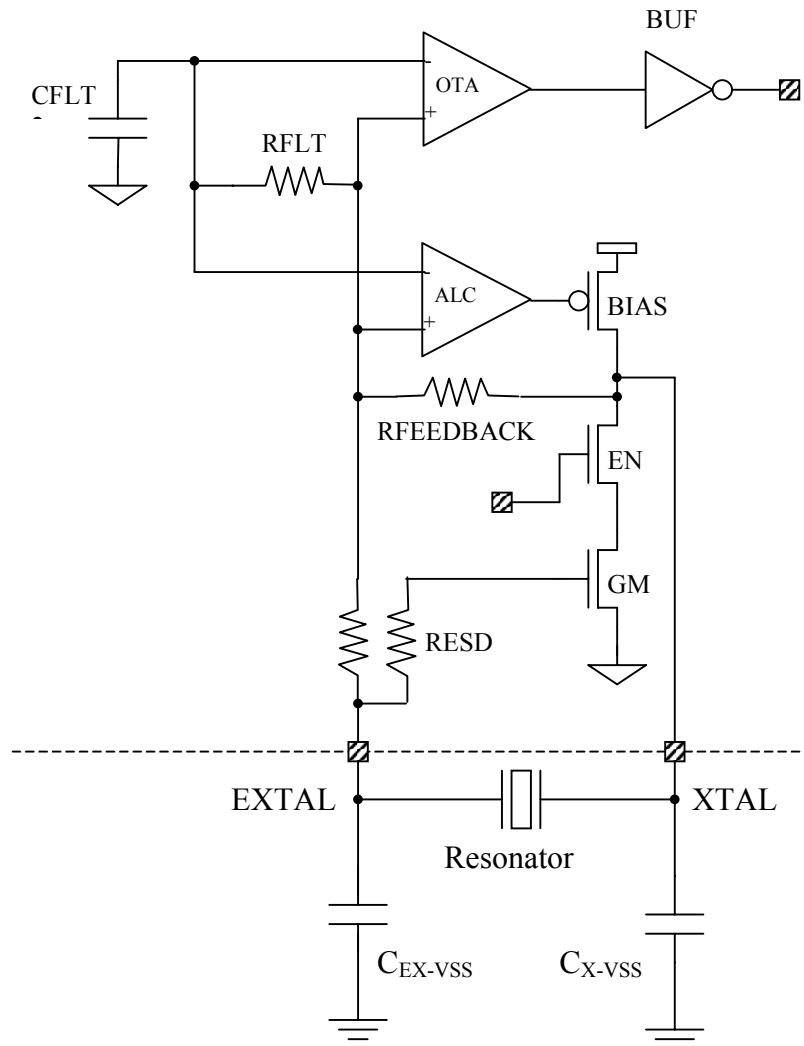 BUF
CFLT
-
OTA
+
RFLT
-
ALC
+
BIAS
RFEEDBACK
EN
GM
RESD
EXTAL
XTAL
Resonator
CEX-VSS
CX-VSS